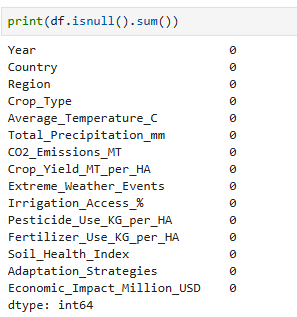 print(df.isnull().sum())
Year 0
Country 0
Region 0
Crop_Type 0
Average_Temperature_C 0
Total_Precipitation_mm 0
CO2_Emissions_MT 0
Crop_Yield_MT_per_HA 0
Extreme_Weather_Events 0
Irrigation_Access_% 0
Pesticide_Use_KG_per_HA 0
Fertilizer_Use_KG_per_HA 0
Soil_Health_Index 0
Adaptation_Strategies 0
Economic_Impact_Million_USD 0
dtype: int64